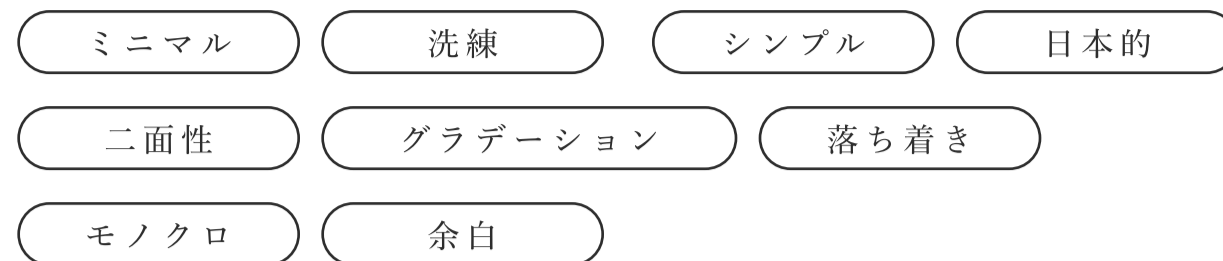 ミニマル 洗練 シンプル 日本的
二面性 グラデーション 落ち着き
モノクロ 余白